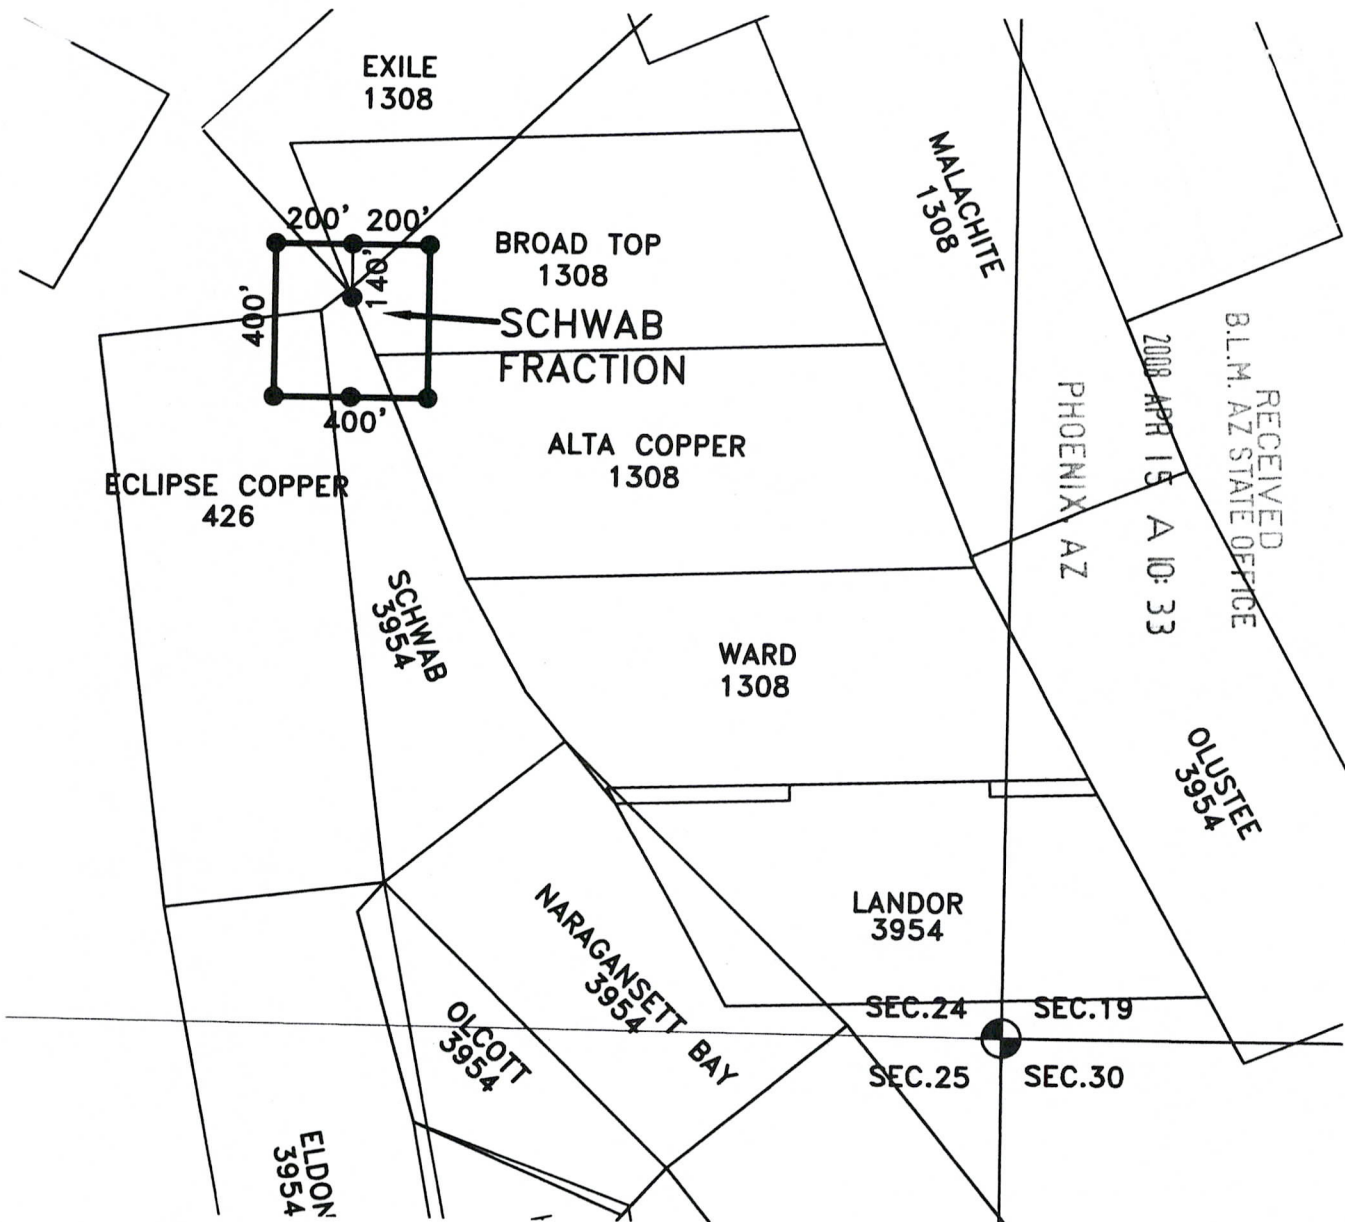 EXILE
1308
MALACHITE
1308
200' 200'
140'
BROAD TOP
1308
400'
SCHWAB
FRACTION
400'
ALTA COPPER
1308
ECLIPSE COPPER
426
RECEIVED
B.L.M. AZ STATE OFFICE
2008 APR 15 A 10: 33
PHOENIX, AZ
SCHWAB
3954
WARD
1308
OLUSTEE
3954
LANDOR
3954
NARAGANSETT BAY
3954
SEC.24 SEC.19
SEC.25 SEC.30
OLCOTT
3954
ELDON
3954